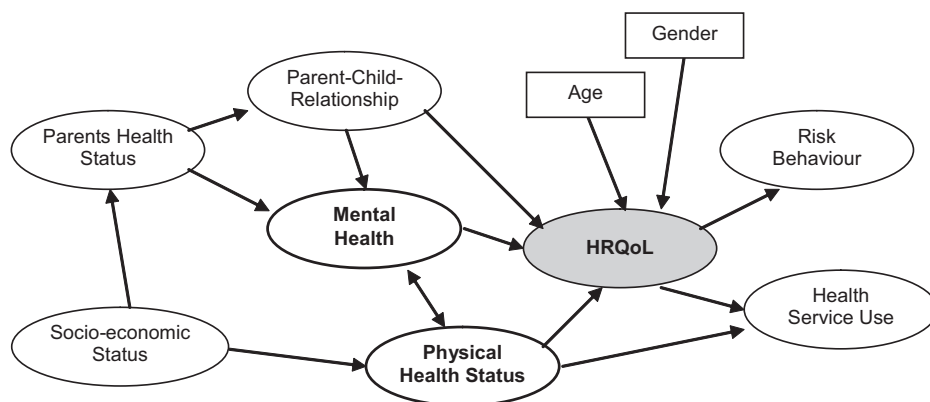 Gender
Parent-Child-
Relationship
Age
Parents Health
Status
Risk
Behaviour
Mental
Health
HRQoL
Health
Service Use
Socio-economic
Status
Physical
Health Status